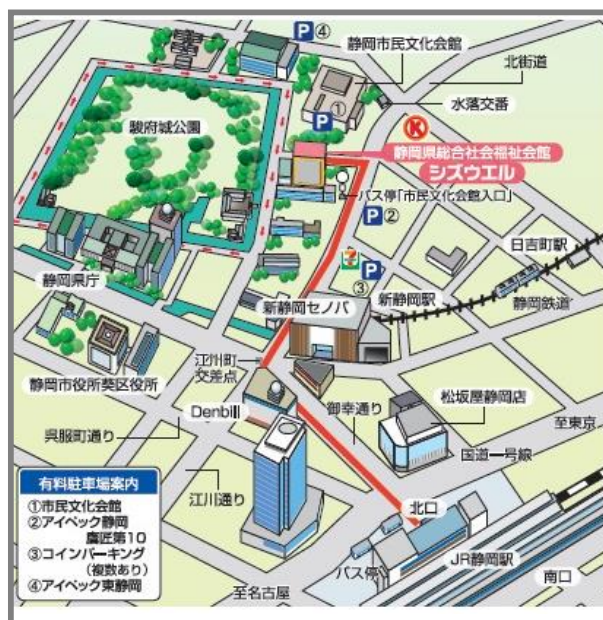 P④
静岡市民文化会館
北街道
①
P
水落交番
駿府城公園
K
静岡県総合社会福祉会館
シズウエル
バス停「市民文化会館入口」
P②
日吉町駅
7
P
③
静岡県庁
新静岡セノバ
新静岡駅
静岡鉄道
江川町
交差点
静岡市役所葵区役所
Denbill
御幸通り
松坂屋静岡店
至東京
呉服町通り
国道一号線
有料駐車場案内
①市民文化会館
②アイペック静岡
鷹匠第10
③コインパーキング
(複数あり)
④アイペック東静岡
江川通り
北口
JR静岡駅
バス停
南口
至名古屋